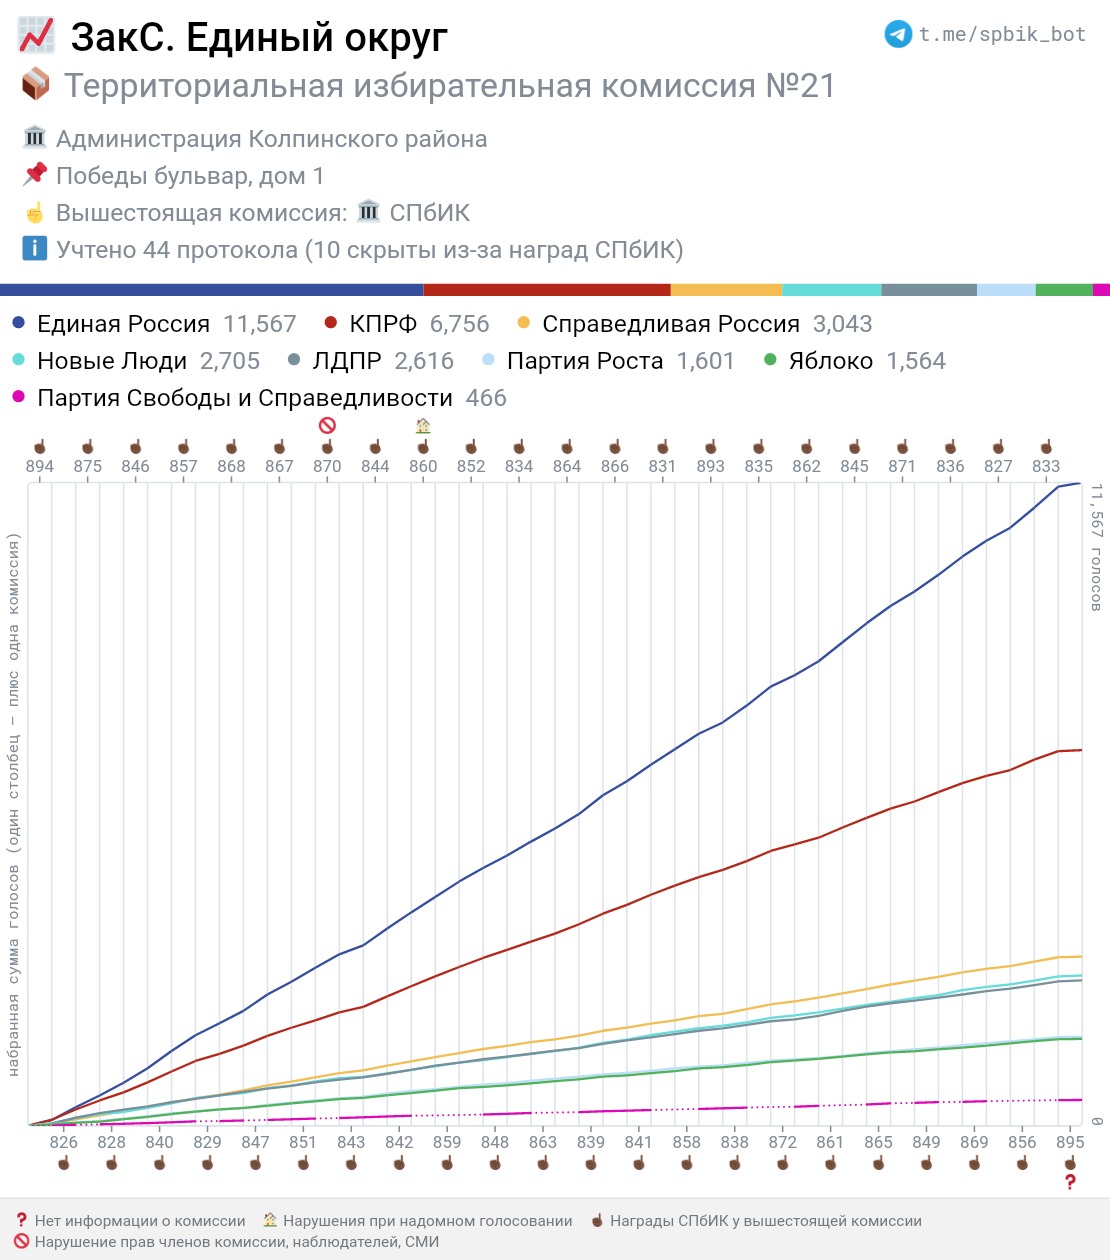 ЗакС. Единый округ
t.me/spbik_bot
Территориальная избирательная комиссия №21
Администрация Колпинского района
Победы бульвар, дом 1
Вышестоящая комиссия: СПбИК
Учтено 44 протокола (10 скрыты из-за наград СПбИК)
Единая Россия 11,567 КПРФ 6,756 Справедливая Россия 3,043
Новые Люди 2,705 ЛДПР 2,616 Партия Роста 1,601 Яблоко 1,564
Партия Свободы и Справедливости 466
894 875 846 857 868 867 870 844 860 852 834 864 866 831 893 835 862 845 871 836 827 833
11,567 голосов
набранная сумма голосов (один столбец — плюс одна комиссия)
0
826 828 840 829 847 851 843 842 859 848 863 839 841 858 838 872 861 865 849 869 856 895
Нет информации о комиссии Нарушения при надомном голосовании Награды СПбИК у вышестоящей комиссии
Нарушение прав членов комиссии, наблюдателей, СМИ